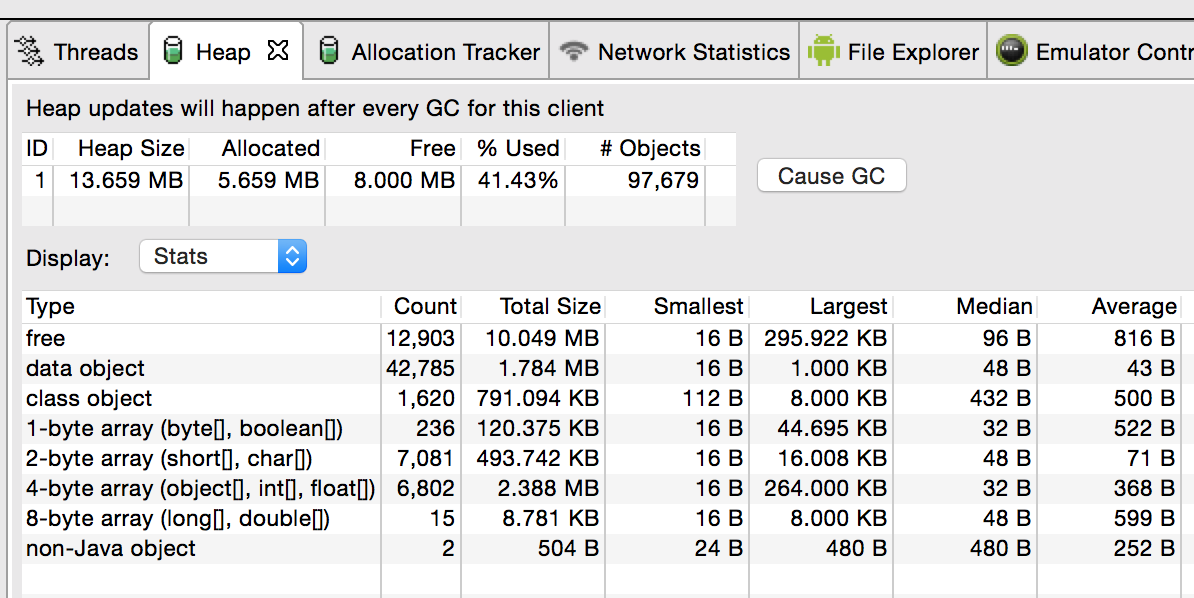 Threads Heap Allocation Tracker Network Statistics File Explorer Emulator Contr
Heap updates will happen after every GC for this client
ID Heap Size Allocated Free % Used # Objects
1 13.659 MB 5.659 MB 8.000 MB 41.43% 97,679
Cause GC
Display: Stats
Type Count Total Size Smallest Largest Median Average
free 12,903 10.049 MB 16 B 295.922 KB 96 B 816 B
data object 42,785 1.784 MB 16 B 1.000 KB 48 B 43 B
class object 1,620 791.094 KB 112 B 8.000 KB 432 B 500 B
1-byte array (byte[], boolean[]) 236 120.375 KB 16 B 44.695 KB 32 B 522 B
2-byte array (short[], char[]) 7,081 493.742 KB 16 B 16.008 KB 48 B 71 B
4-byte array (object[], int[], float[]) 6,802 2.388 MB 16 B 264.000 KB 32 B 368 B
8-byte array (long[], double[]) 15 8.781 KB 16 B 8.000 KB 48 B 599 B
non-Java object 2 504 B 24 B 480 B 480 B 252 B